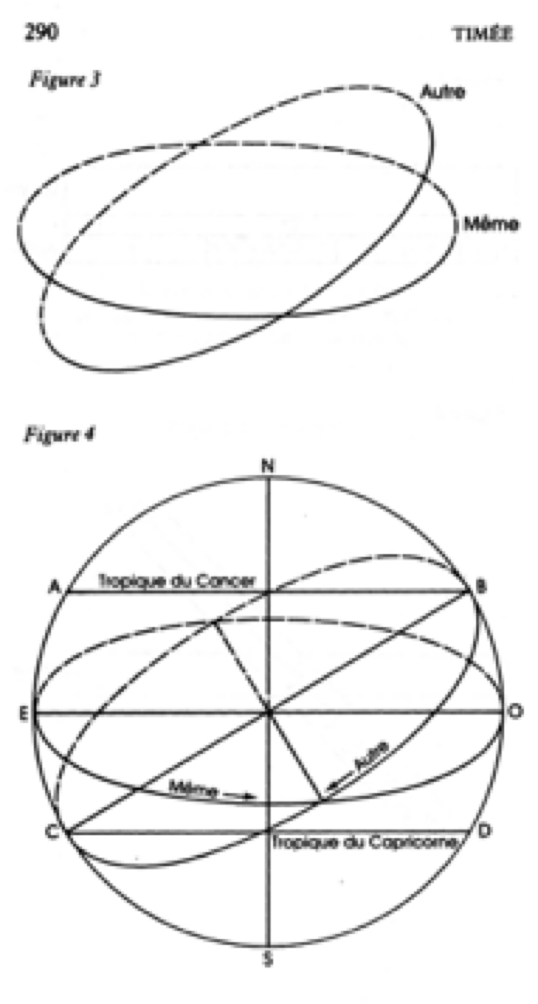 290
TIMÉE
Figure 3
Autre
Même
Figure 4
N
A
Tropique du Cancer
B
E
O
Autre
Même
C
Tropique du Capricorne
D
S